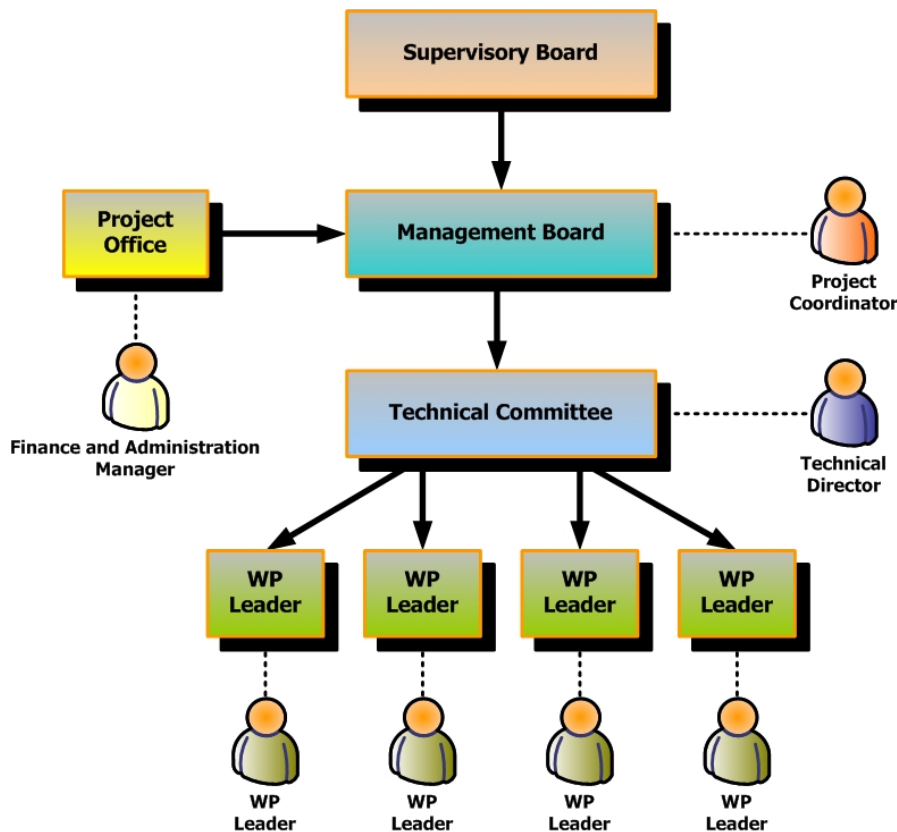 Supervisory Board
Project
Office
Management Board
Project
Coordinator
Finance and Administration
Manager
Technical Committee
Technical
Director
WP
Leader
WP
Leader
WP
Leader
WP
Leader
WP
Leader
WP
Leader
WP
Leader
WP
Leader